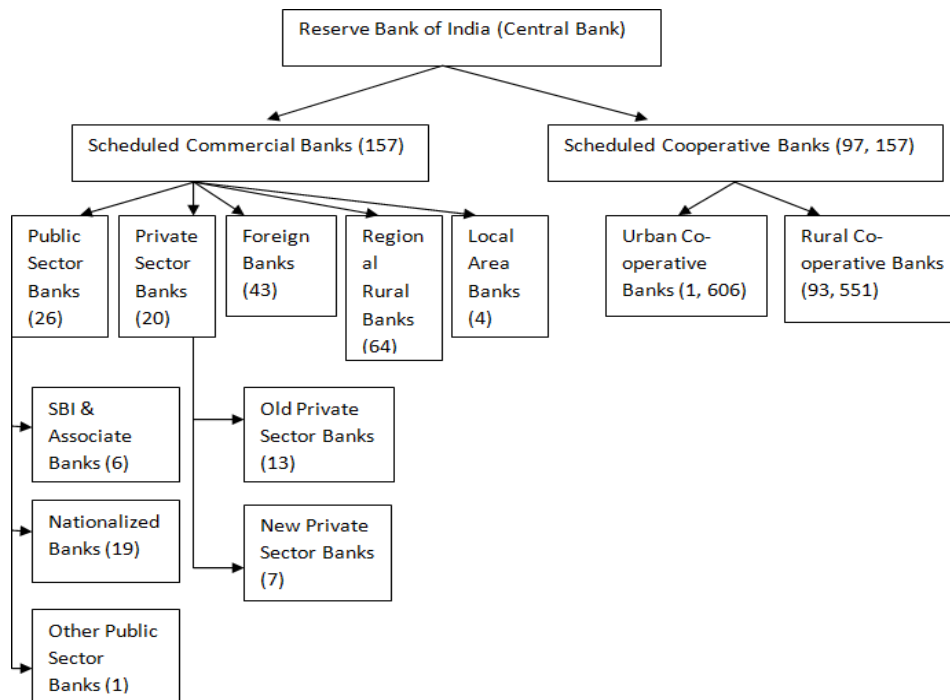 Reserve Bank of India (Central Bank)
Scheduled Commercial Banks (157)
Scheduled Cooperative Banks (97, 157)
Public
Sector
Banks
(26)
Private
Sector
Banks
(20)
Foreign
Banks
(43)
Region
al
Rural
Banks
(64)
Local
Area
Banks
(4)
Urban Co-
operative
Banks (1, 606)
Rural Co-
operative Banks
(93, 551)
SBI &
Associate
Banks (6)
Old Private
Sector Banks
(13)
Nationalized
Banks (19)
New Private
Sector Banks
(7)
Other Public
Sector
Banks (1)